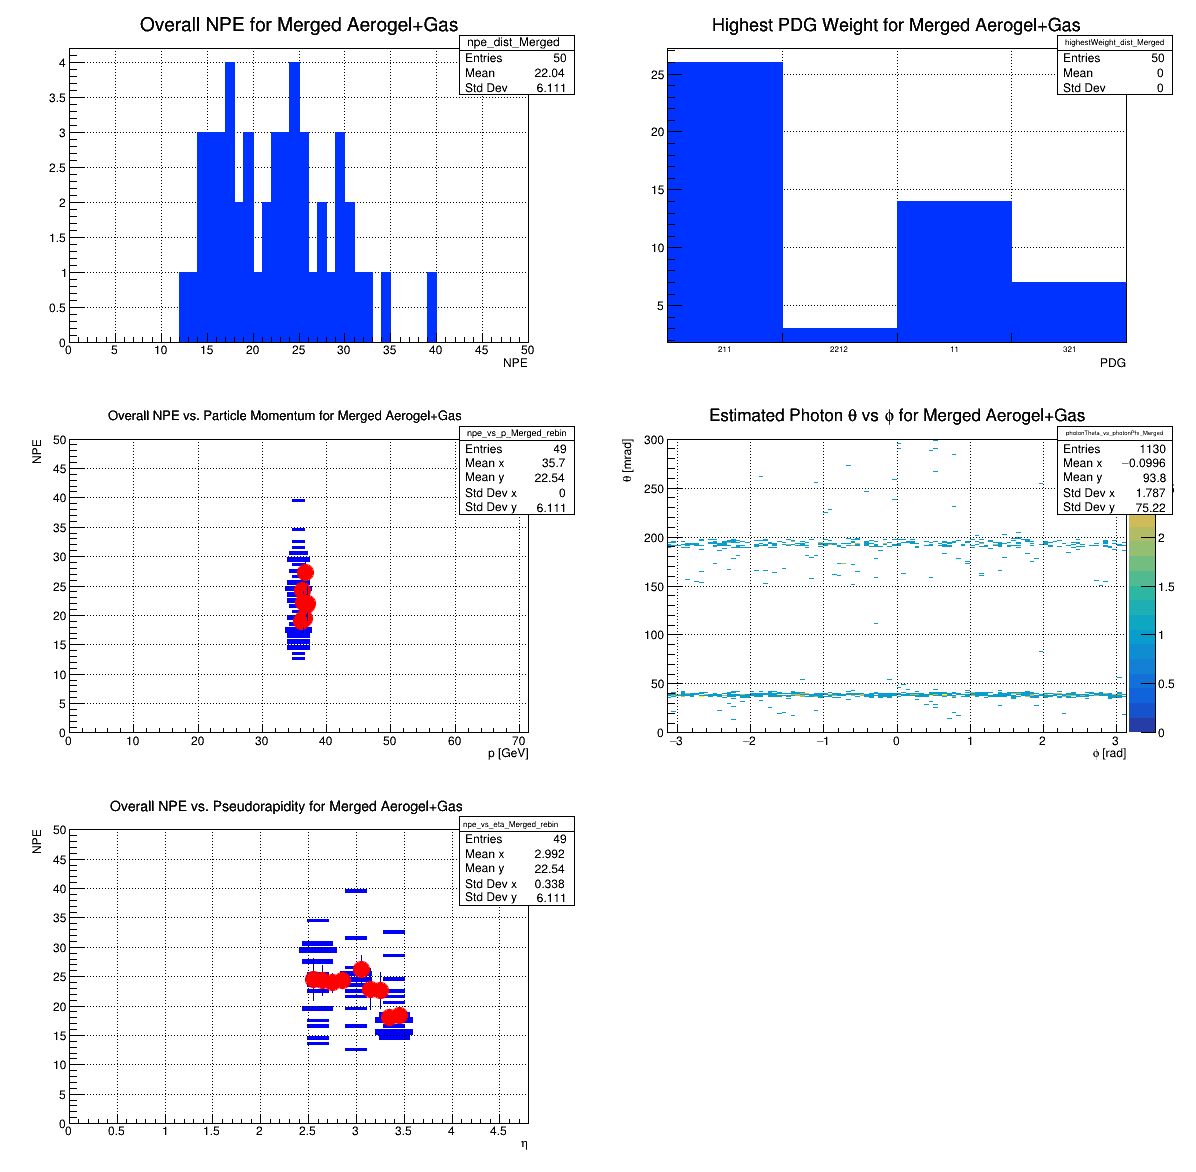 Overall NPE for Merged Aerogel+Gas
npe_dist_Merged
Entries 50
Mean 22.04
Std Dev 6.111
4
3.5
3
2.5
2
1.5
1
0.5
0
0 5 10 15 20 25 30 35 40 45 50
NPE
Highest PDG Weight for Merged Aerogel+Gas
highestWeight_dist_Merged
Entries 50
Mean 0
Std Dev 0
25
20
15
10
5
211 2212 11 321
PDG
Overall NPE vs. Particle Momentum for Merged Aerogel+Gas
npe_vs_p_Merged_rebin
Entries 49
Mean x 35.7
Mean y 22.54
Std Dev x 0
Std Dev y 6.111
NPE
50
45
40
35
30
25
20
15
10
5
0
0 10 20 30 40 50 60 70
p [GeV]
Estimated Photon θ vs ϕ for Merged Aerogel+Gas
photonTheta_vs_photonPhi_Merged
Entries 1130
Mean x −0.0996
Mean y 93.8
Std Dev x 1.787
Std Dev y 75.22
θ [mrad]
300
250
200
150
100
50
0
−3 −2 −1 0 1 2 3
ϕ [rad]
2
1.5
1
0.5
0
Overall NPE vs. Pseudorapidity for Merged Aerogel+Gas
npe_vs_eta_Merged_rebin
Entries 49
Mean x 2.992
Mean y 22.54
Std Dev x 0.338
Std Dev y 6.111
NPE
50
45
40
35
30
25
20
15
10
5
0
0 0.5 1 1.5 2 2.5 3 3.5 4 4.5
η